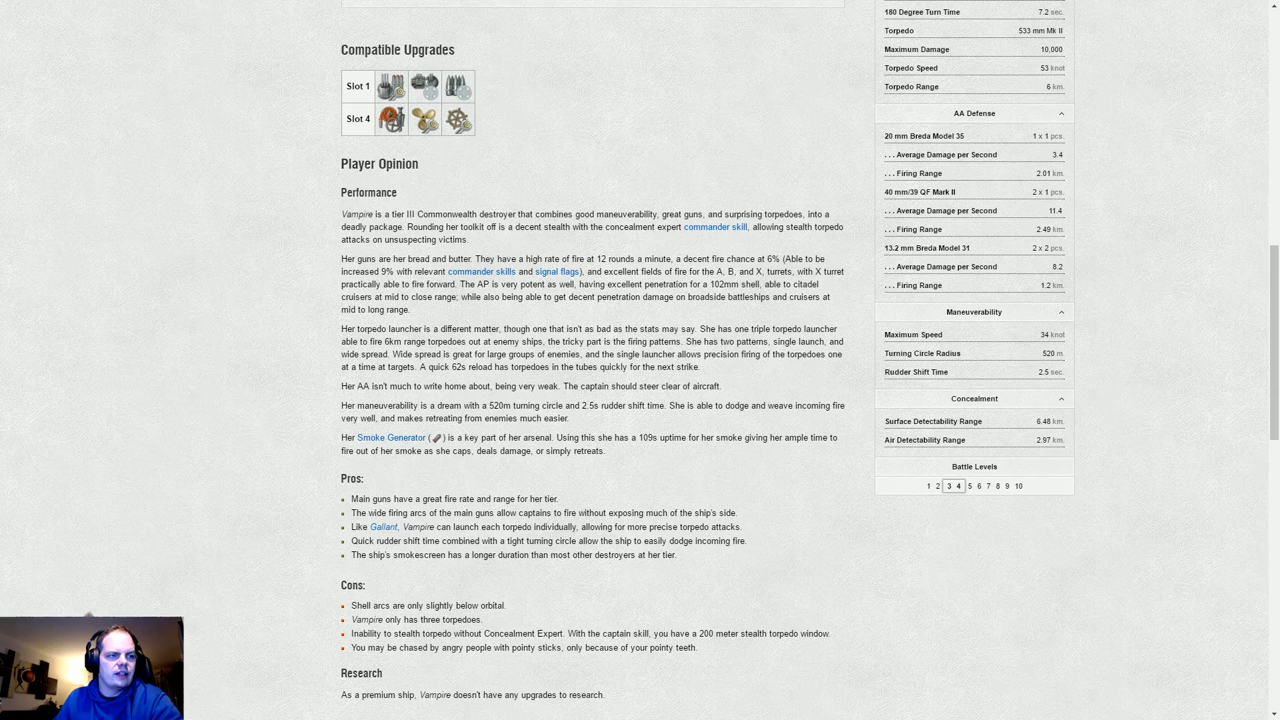 Compatible Upgrades
Slot 1
Slot 4
Player Opinion
Performance
Vampire is a tier III Commonwealth destroyer that combines good maneuverability, great guns, and surprising torpedoes, into a
deadly package. Rounding her toolkit off is a decent stealth with the concealment expert commander skill, allowing stealth torpedo
attacks on unsuspecting victims.
Her guns are her bread and butter. They have a high rate of fire at 12 rounds a minute, a decent fire chance at 6% (Able to be
increased 9% with relevant commander skills and signal flags), and excellent fields of fire for the A, B, and X, turrets, with X turret
practically able to fire forward. The AP is very potent as well, having excellent penetration for a 102mm shell, able to citadel
cruisers at mid to close range; while also being able to get decent penetration damage on broadside battleships and cruisers at
mid to long range.
Her torpedo launcher is a different matter, though one that isn't as bad as the stats may say. She has one triple torpedo launcher
able to fire 6km range torpedoes out at enemy ships, the tricky part is the firing patterns. She has two patterns, single launch, and
wide spread. Wide spread is great for large groups of enemies, and the single launcher allows precision firing of the torpedoes one
at a time at targets. A quick 62s reload has torpedoes in the tubes quickly for the next strike.
Her AA isn't much to write home about, being very weak. The captain should steer clear of aircraft.
Her maneuverability is a dream with a 520m turning circle and 2.5s rudder shift time. She is able to dodge and weave incoming fire
very well, and makes retreating from enemies much easier.
Her Smoke Generator ( ) is a key part of her arsenal. Using this she has a 109s uptime for her smoke giving her ample time to
fire out of her smoke as she caps, deals damage, or simply retreats.
Pros:
Main guns have a great fire rate and range for her tier.
The wide firing arcs of the main guns allow captains to fire without exposing much of the ship's side.
Like Gallant, Vampire can launch each torpedo individually, allowing for more precise torpedo attacks.
Quick rudder shift time combined with a tight turning circle allow the ship to easily dodge incoming fire.
The ship's smokescreen has a longer duration than most other destroyers at her tier.
Cons:
Shell arcs are only slightly below orbital.
Vampire only has three torpedoes.
Inability to stealth torpedo without Concealment Expert. With the captain skill, you have a 200 meter stealth torpedo window.
You may be chased by angry people with pointy sticks, only because of your pointy teeth.
Research
As a premium ship, Vampire doesn't have any upgrades to research.
180 Degree Turn Time 7.2 sec.
Torpedo 533 mm Mk II
Maximum Damage 10,000
Torpedo Speed 53 knot
Torpedo Range 6 km.
AA Defense
20 mm Breda Model 35 1 x 1 pcs.
. . . Average Damage per Second 3.4
. . . Firing Range 2.01 km.
40 mm/39 QF Mark II 2 x 1 pcs.
. . . Average Damage per Second 11.4
. . . Firing Range 2.49 km.
13.2 mm Breda Model 31 2 x 2 pcs.
. . . Average Damage per Second 8.2
. . . Firing Range 1.2 km.
Maneuverability
Maximum Speed 34 knot
Turning Circle Radius 520 m.
Rudder Shift Time 2.5 sec.
Concealment
Surface Detectability Range 6.48 km.
Air Detectability Range 2.97 km.
Battle Levels
1 2 3 4 5 6 7 8 9 10